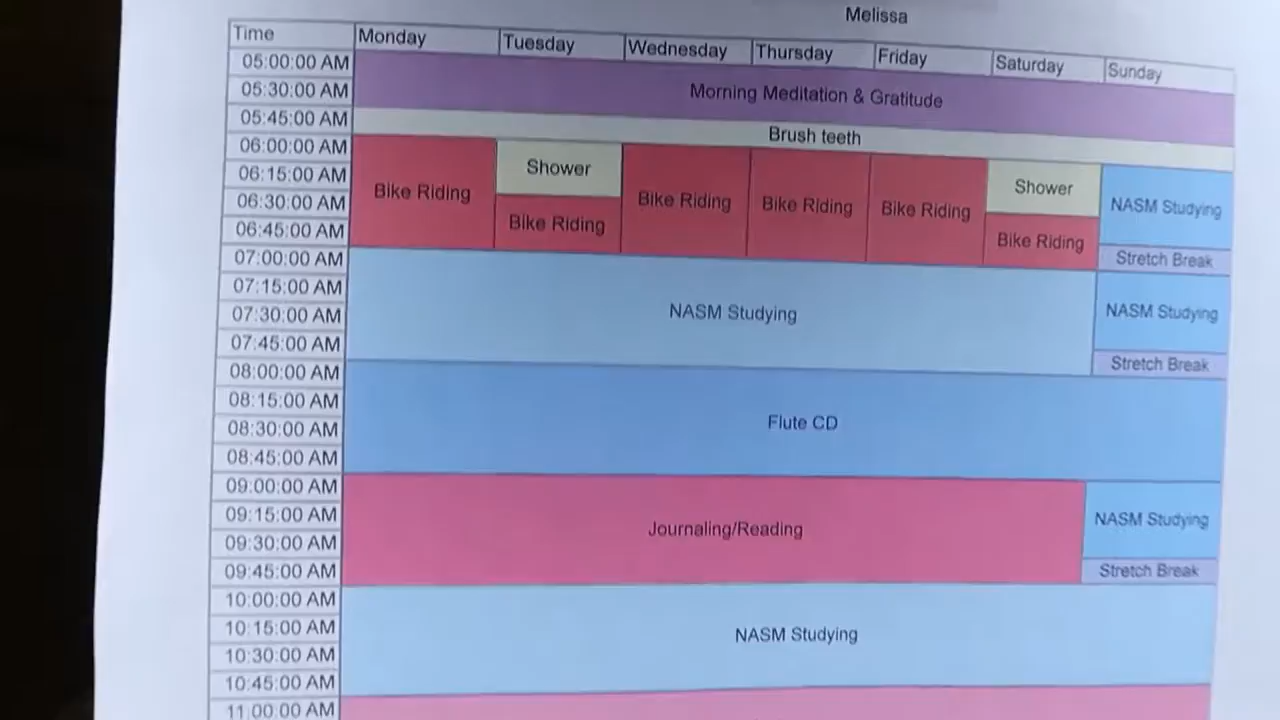 Melissa
Time Monday Tuesday Wednesday Thursday Friday Saturday Sunday
05:00:00 AM
05:30:00 AM Morning Meditation & Gratitude
05:45:00 AM
Brush teeth
06:00:00 AM
06:15:00 AM Shower Shower
06:30:00 AM Bike Riding Bike Riding Bike Riding Bike Riding NASM Studying
06:45:00 AM Bike Riding Bike Riding
07:00:00 AM Stretch Break
07:15:00 AM
07:30:00 AM NASM Studying NASM Studying
07:45:00 AM
08:00:00 AM Stretch Break
08:15:00 AM
08:30:00 AM Flute CD
08:45:00 AM
09:00:00 AM
09:15:00 AM NASM Studying
09:30:00 AM Journaling/Reading
09:45:00 AM Stretch Break
10:00:00 AM
10:15:00 AM NASM Studying
10:30:00 AM
10:45:00 AM
11:00:00 AM